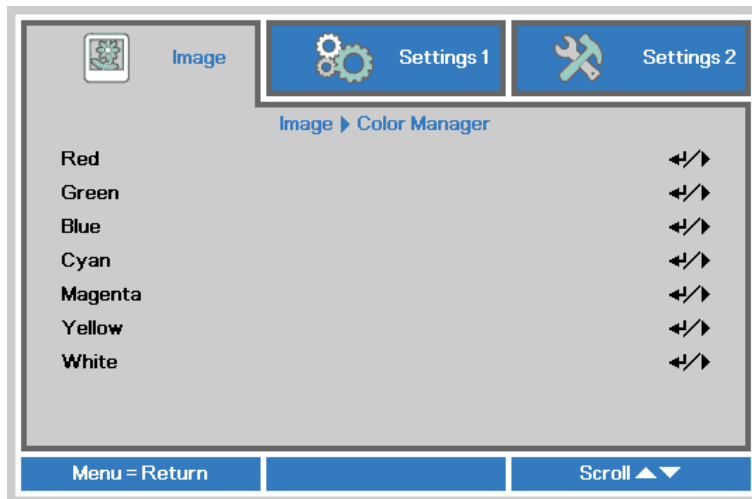 Image Settings 1 Settings 2
Image ▶ Color Manager
Red ↵/▶
Green ↵/▶
Blue ↵/▶
Cyan ↵/▶
Magenta ↵/▶
Yellow ↵/▶
White ↵/▶
Menu = Return Scroll ▲▼